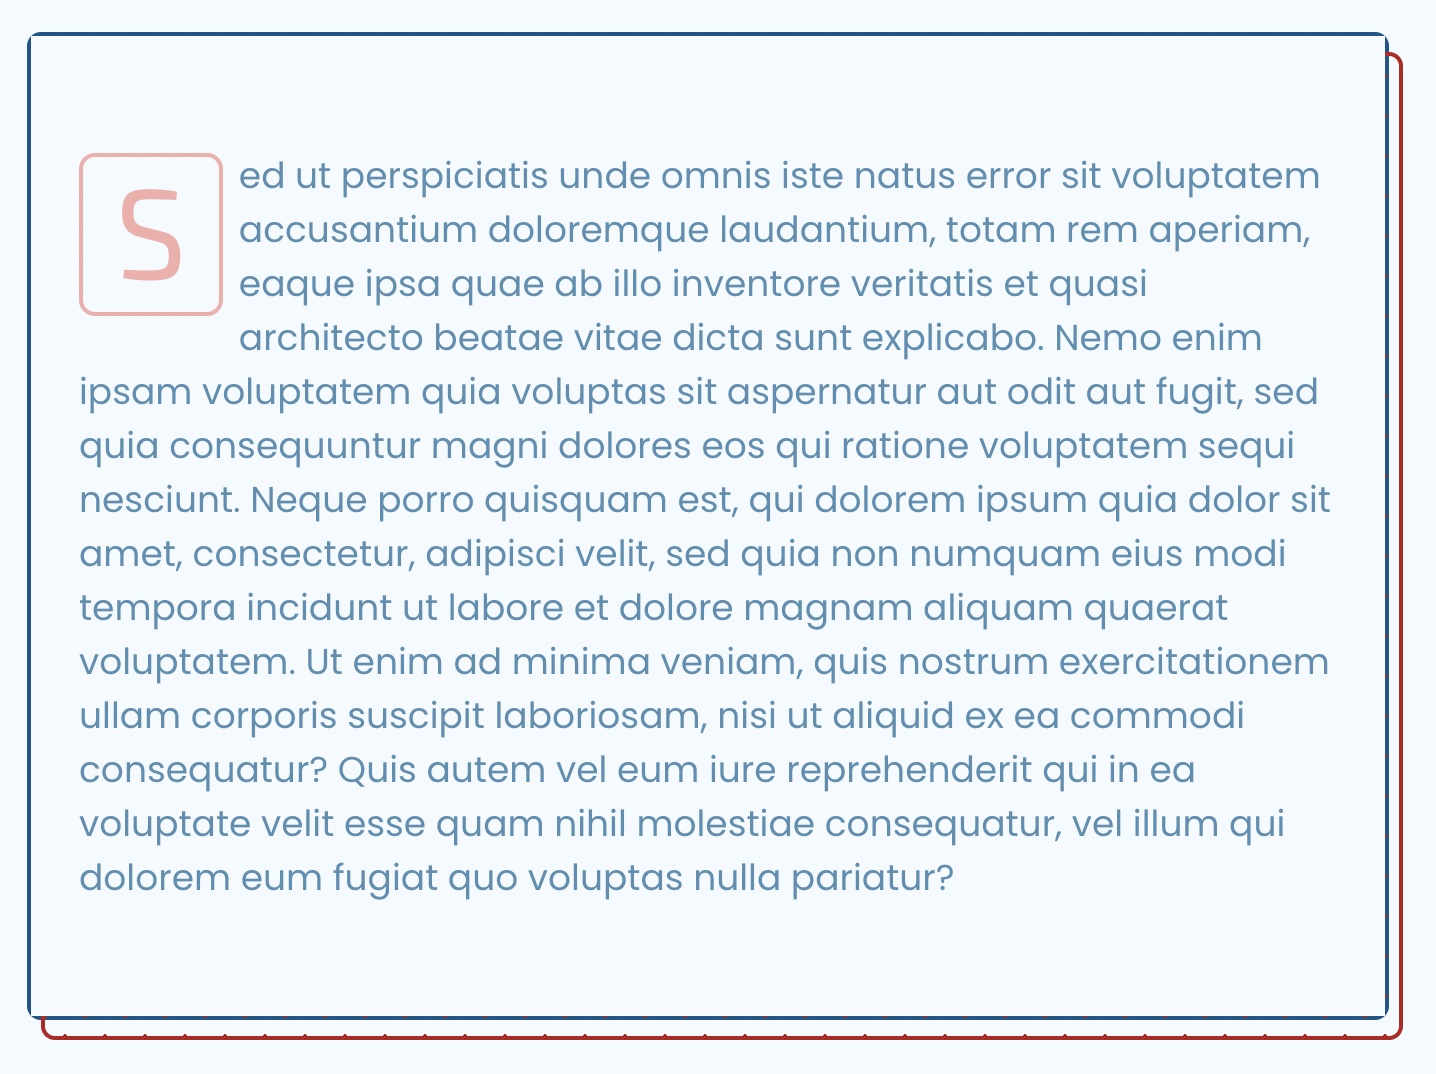 Sed ut perspiciatis unde omnis iste natus error sit voluptatem
accusantium doloremque laudantium, totam rem aperiam,
eaque ipsa quae ab illo inventore veritatis et quasi
architecto beatae vitae dicta sunt explicabo. Nemo enim
ipsam voluptatem quia voluptas sit aspernatur aut odit aut fugit, sed
quia consequuntur magni dolores eos qui ratione voluptatem sequi
nesciunt. Neque porro quisquam est, qui dolorem ipsum quia dolor sit
amet, consectetur, adipisci velit, sed quia non numquam eius modi
tempora incidunt ut labore et dolore magnam aliquam quaerat
voluptatem. Ut enim ad minima veniam, quis nostrum exercitationem
ullam corporis suscipit laboriosam, nisi ut aliquid ex ea commodi
consequatur? Quis autem vel eum iure reprehenderit qui in ea
voluptate velit esse quam nihil molestiae consequatur, vel illum qui
dolorem eum fugiat quo voluptas nulla pariatur?